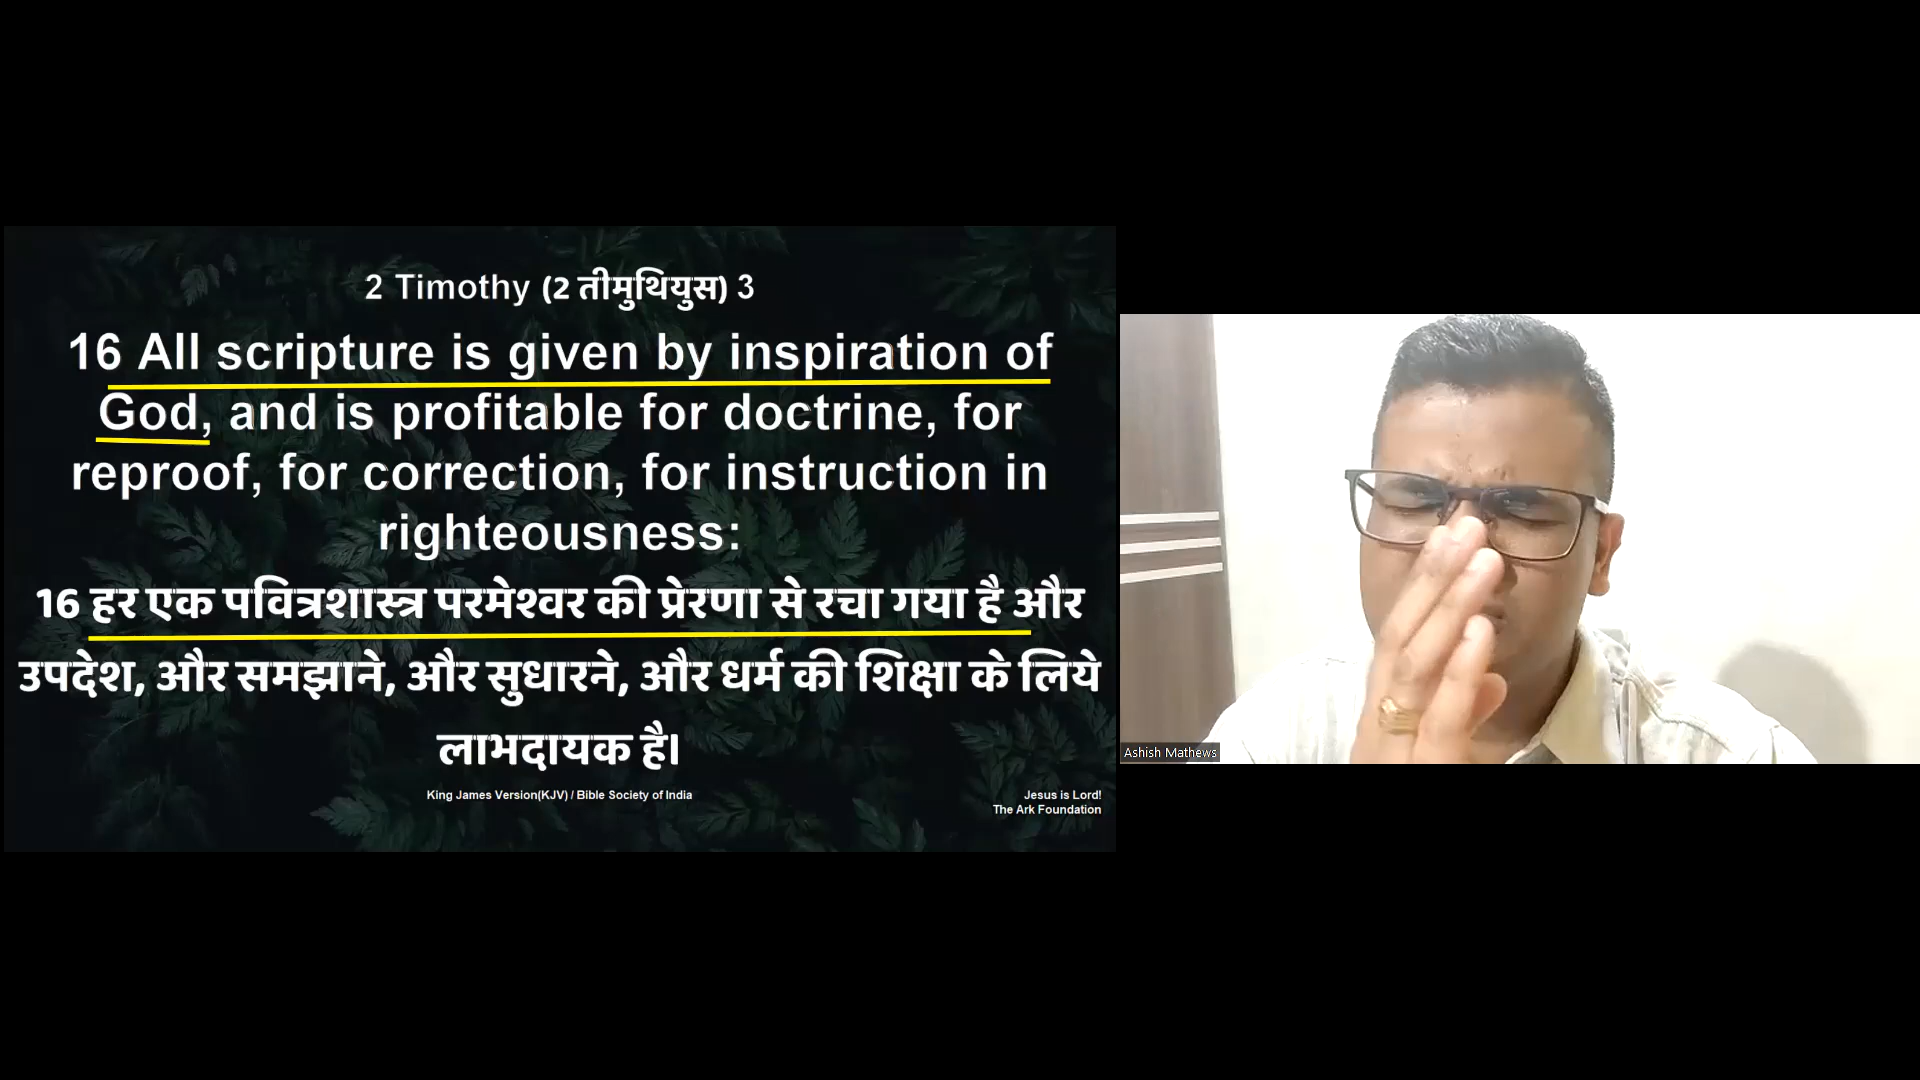 2 Timothy (2 तीमुथियुस) 3
16 All scripture is given by inspiration of
God, and is profitable for doctrine, for
reproof, for correction, for instruction in
righteousness:
16 हर एक पवित्रशास्त्र परमेश्वर की प्रेरणा से रचा गया है और
उपदेश, और समझाने, और सुधारने, और धर्म की शिक्षा के लिये
लाभदायक है।
King James Version(KJV) / Bible Society of India
Jesus is Lord!
The Ark Foundation
Ashish Mathews